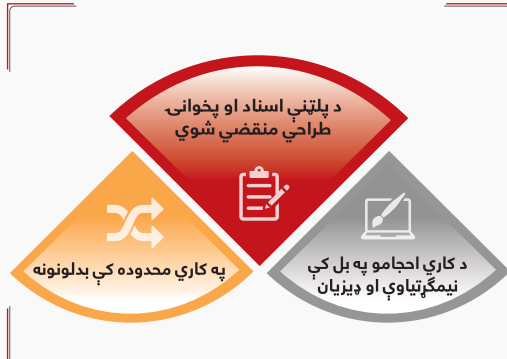 د پلټنې اسناد او پخوانۍ
طراحي منقضي شوي
د کاري احجامو په بل کې
نیمګړتیاوې او ډیزیان
په کاري محدوده کې بدلونونه